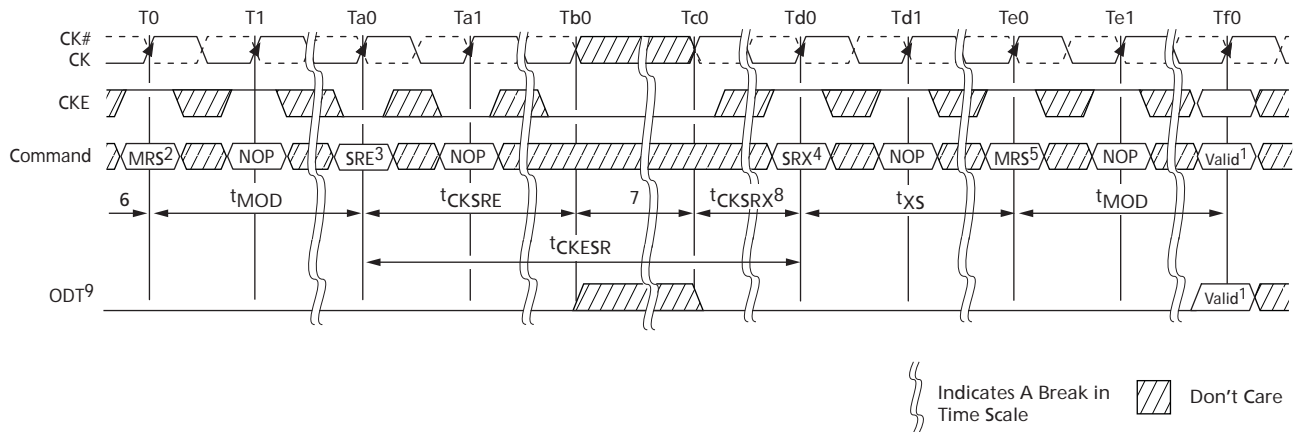 T0 T1 Ta0 Ta1 Tb0 Tc0 Td0 Td1 Te0 Te1 Tf0
CK#
CK
CKE
Command MRS2 NOP SRE3 NOP SRX4 NOP MRS5 NOP Valid1
6 tMOD tCKSRE 7 tCKSRX8 tXS tMOD
tCKESR
ODT9 Valid1
Indicates A Break in
Time Scale
Don't Care